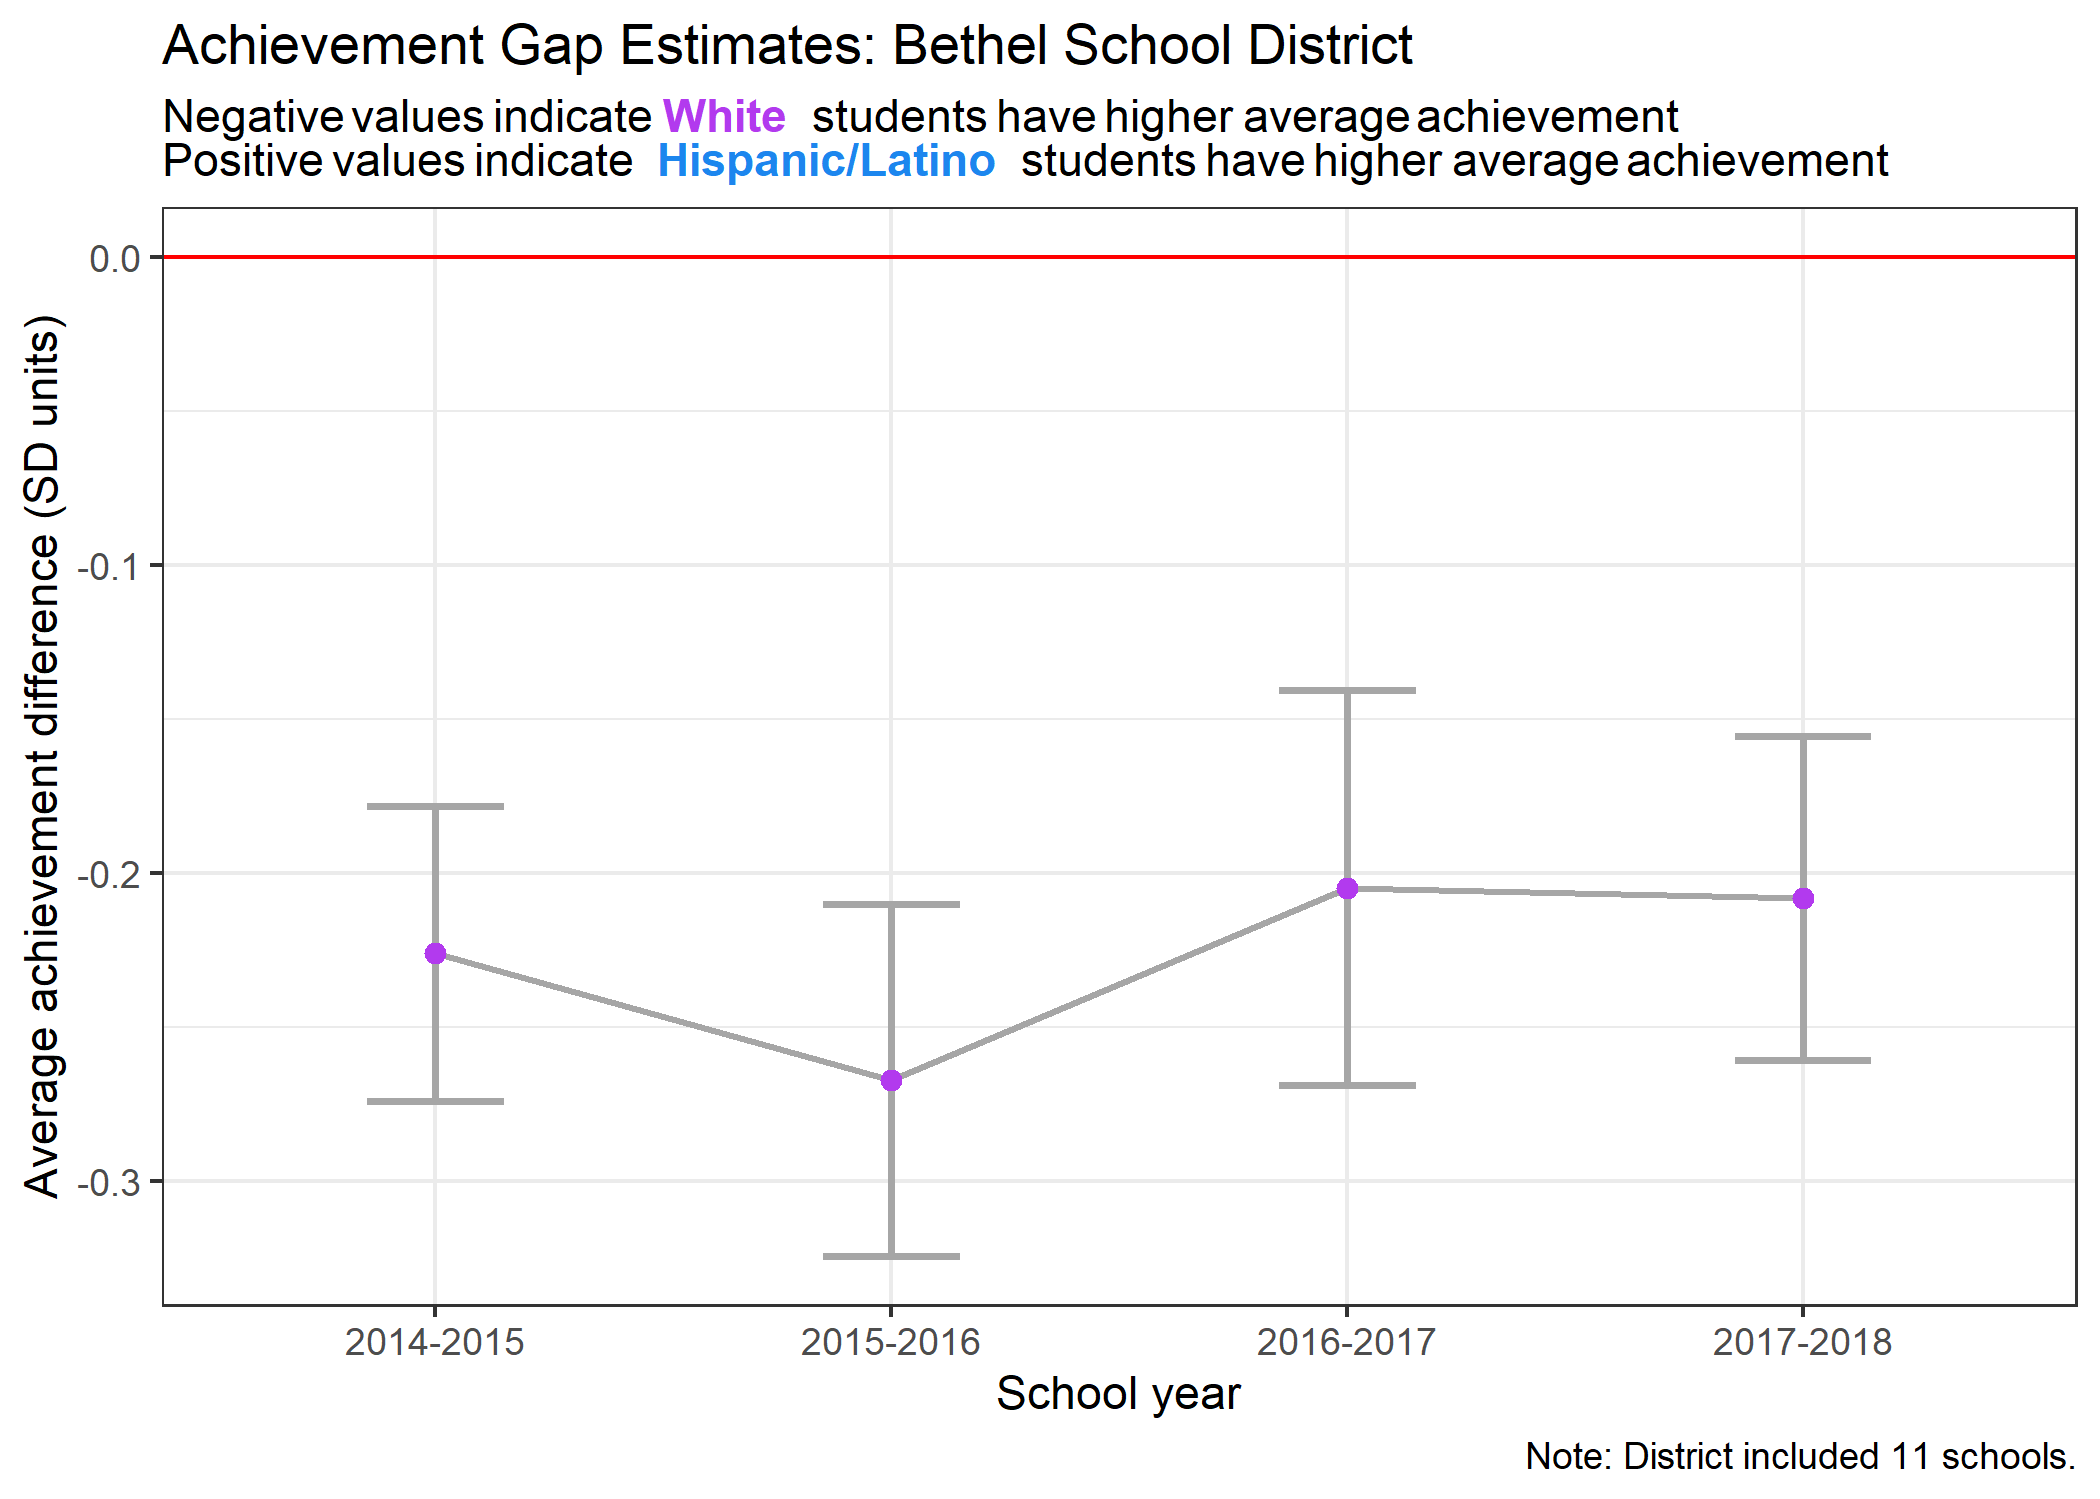 Achievement Gap Estimates: Bethel School District
Negative values indicate White students have higher average achievement
Positive values indicate Hispanic/Latino students have higher average achievement
Average achievement difference (SD units)
0.0
-0.1
-0.2
-0.3
2014-2015
2015-2016
2016-2017
2017-2018
School year
Note: District included 11 schools.